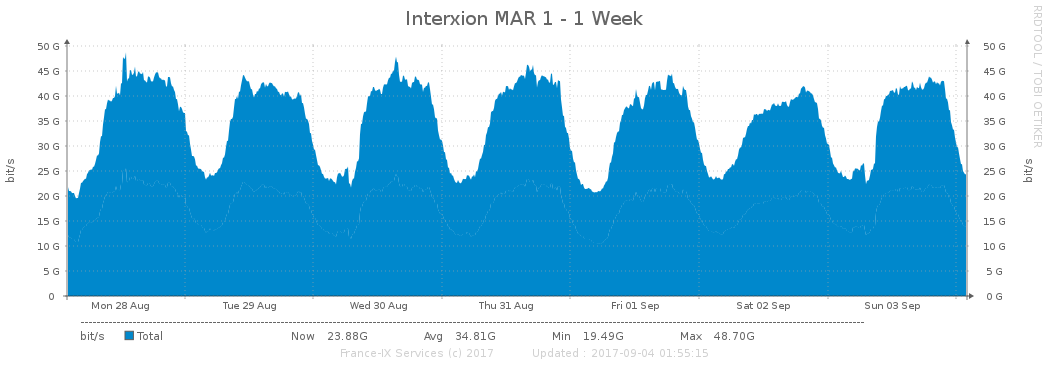 Interxion MAR 1 - 1 Week
RRDTOOL / TOBI OETIKER
bit/s
50 G
45 G
40 G
35 G
30 G
25 G
20 G
15 G
10 G
5 G
0
50 G
45 G
40 G
35 G
30 G
25 G
20 G
15 G
10 G
5 G
0 G
bit/s
Mon 28 Aug Tue 29 Aug Wed 30 Aug Thu 31 Aug Fri 01 Sep Sat 02 Sep Sun 03 Sep
bit/s Total Now 23.88G Avg 34.81G Min 19.49G Max 48.70G
France-IX Services (c) 2017 Updated : 2017-09-04 01:55:15